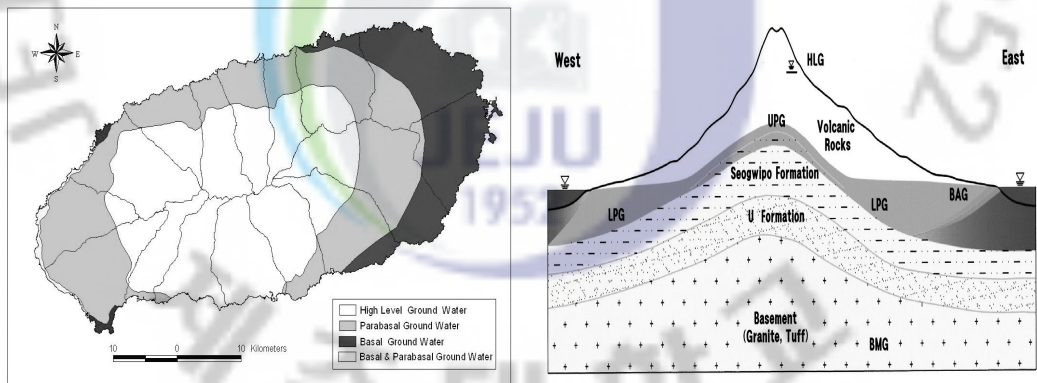 N
W E
S
High Level Ground Water
Parabasal Ground Water
Basal Ground Water
Basal & Parabasal Ground Water
10 0 10 Kilometers
West
East
HLG
UPG
Volcanic
Rocks
Seogwipo Formation
LPG
LPG
BAG
U Formation
Basement
(Granite, Tuff)
BMG
JEJU
1952
1952